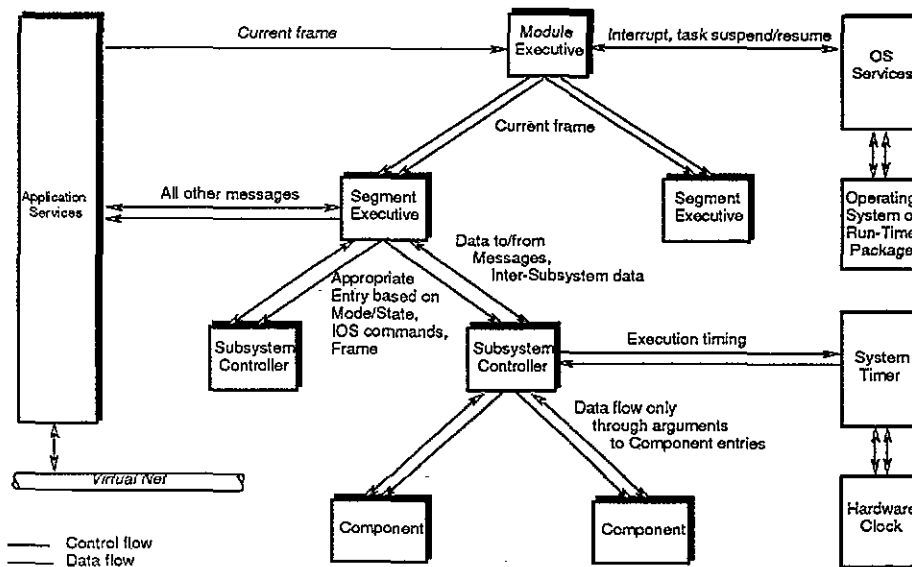 Current frame
Module
Executive
Interrupt, task suspend/resume
OS
Services
Current frame
Application
Services
All other messages
Segment
Executive
Segment
Executive
Operating
System or
Run-Time
Package
Data to/from
Messages,
Inter-Subsystem data
Appropriate
Entry based on
Mode/State,
IOS commands,
Frame
Subsystem
Controller
Subsystem
Controller
Execution timing
System
Timer
Data flow only
through arguments
to Component entries
Virtual Net
Component
Component
Hardware
Clock
Control flow
Data flow